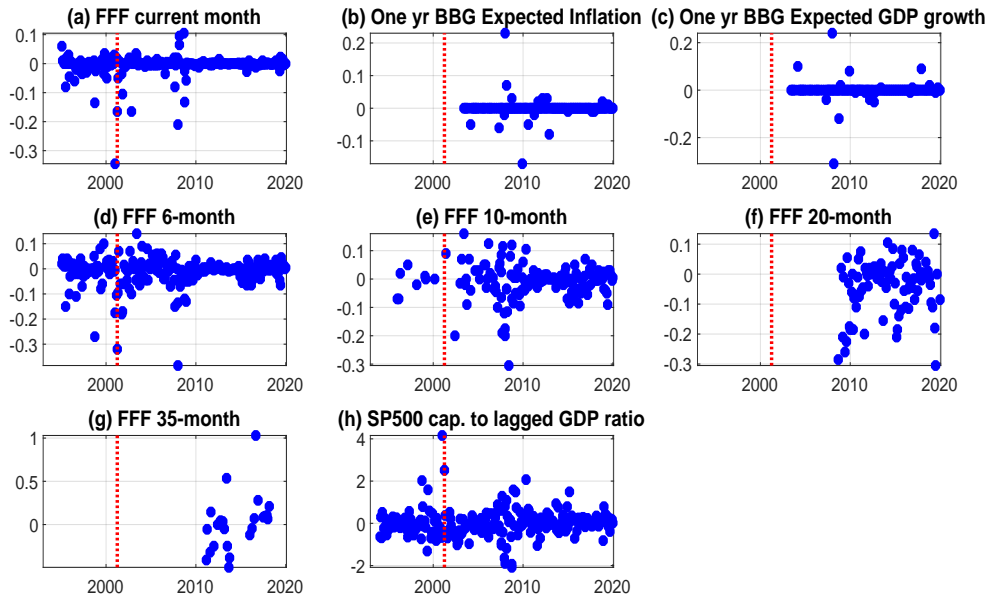 (a) FFF current month
0.1
0
-0.1
-0.2
-0.3
2000 2010 2020
(b) One yr BBG Expected Inflation
0.2
0.1
0
-0.1
2000 2010 2020
(c) One yr BBG Expected GDP growth
0.2
0
-0.2
2000 2010 2020
(d) FFF 6-month
0.1
0
-0.1
-0.2
-0.3
2000 2010 2020
(e) FFF 10-month
0.1
0
-0.1
-0.2
-0.3
2000 2010 2020
(f) FFF 20-month
0.1
0
-0.1
-0.2
-0.3
2000 2010 2020
(g) FFF 35-month
1
0.5
0
2000 2010 2020
(h) SP500 cap. to lagged GDP ratio
4
2
0
-2
2000 2010 2020